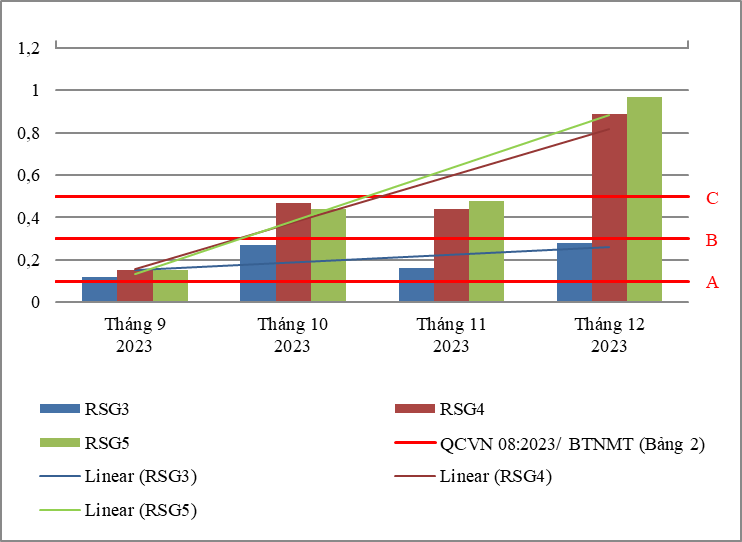 1,2
1
0,8
0,6
0,4
0,2
0
C
B
A
Tháng 9
2023
Tháng 10
2023
Tháng 11
2023
Tháng 12
2023
RSG3
RSG4
RSG5
QCVN 08:2023/ BTNMT (Bảng 2)
Linear (RSG3)
Linear (RSG4)
Linear (RSG5)